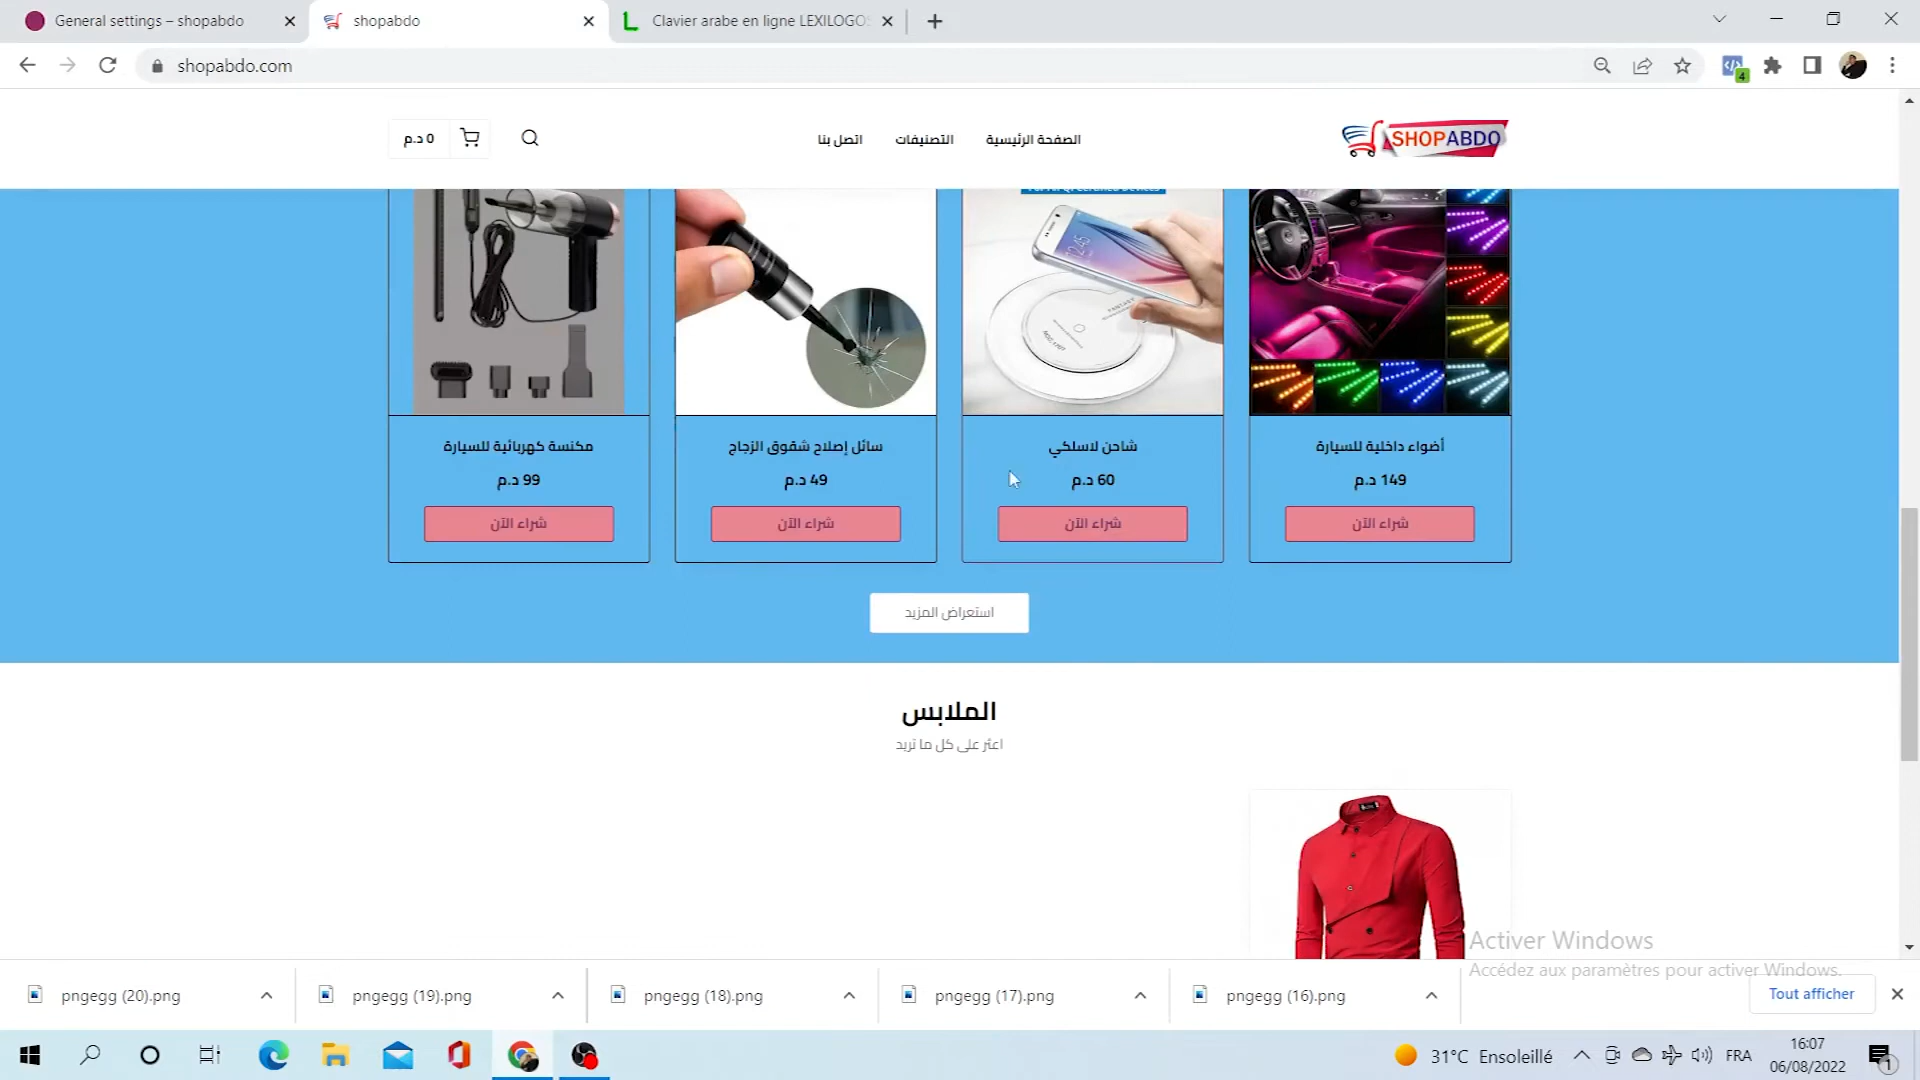 General settings – shopabdo
shopabdo
Clavier arabe en ligne LEXILOGOS
shopabdo.com
4
SHOPABDO
الصفحة الرئيسية
التصنيفات
اتصل بنا
0 د.م
أضواء داخلية للسيارة
149 د.م
شراء الآن
شاحن لاسلكي
60 د.م
شراء الآن
سائل إصلاح شقوق الزجاج
49 د.م
شراء الآن
مكنسة كهربائية للسيارة
99 د.م
شراء الآن
استعراض المزيد
الملابس
اعثر على كل ما تريد
Activer Windows
Accédez aux paramètres pour activer Windows.
pngegg (20).png
pngegg (19).png
pngegg (18).png
pngegg (17).png
pngegg (16).png
Tout afficher
31°C Ensoleillé
FRA
16:07
06/08/2022
1